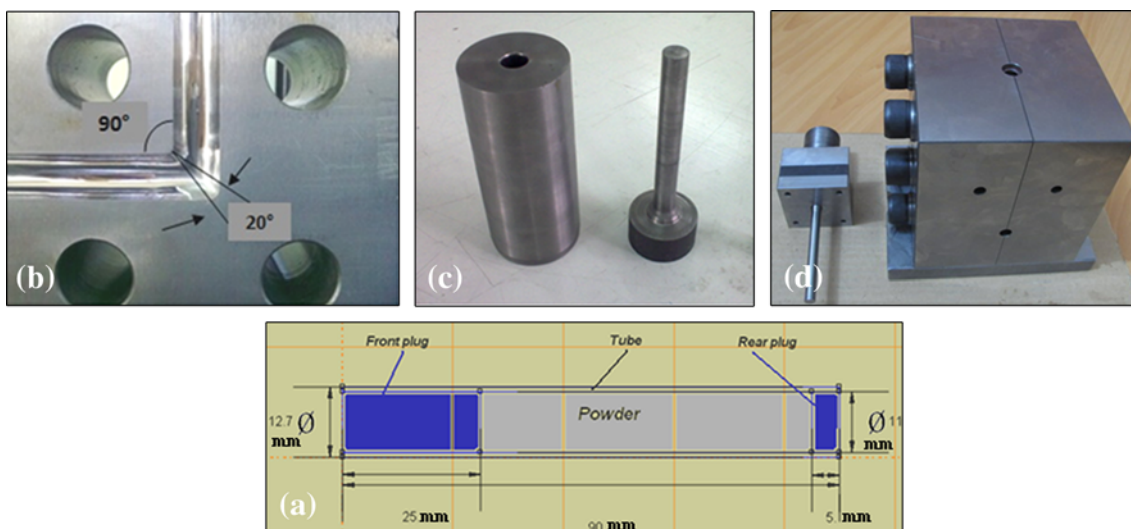 90°
20°
(b)
(c)
(d)
Front plug
Tube
Rear plug
Powder
12.7 Ø
mm
Ø 11
mm
(a)
25 mm
90 mm
5. mm